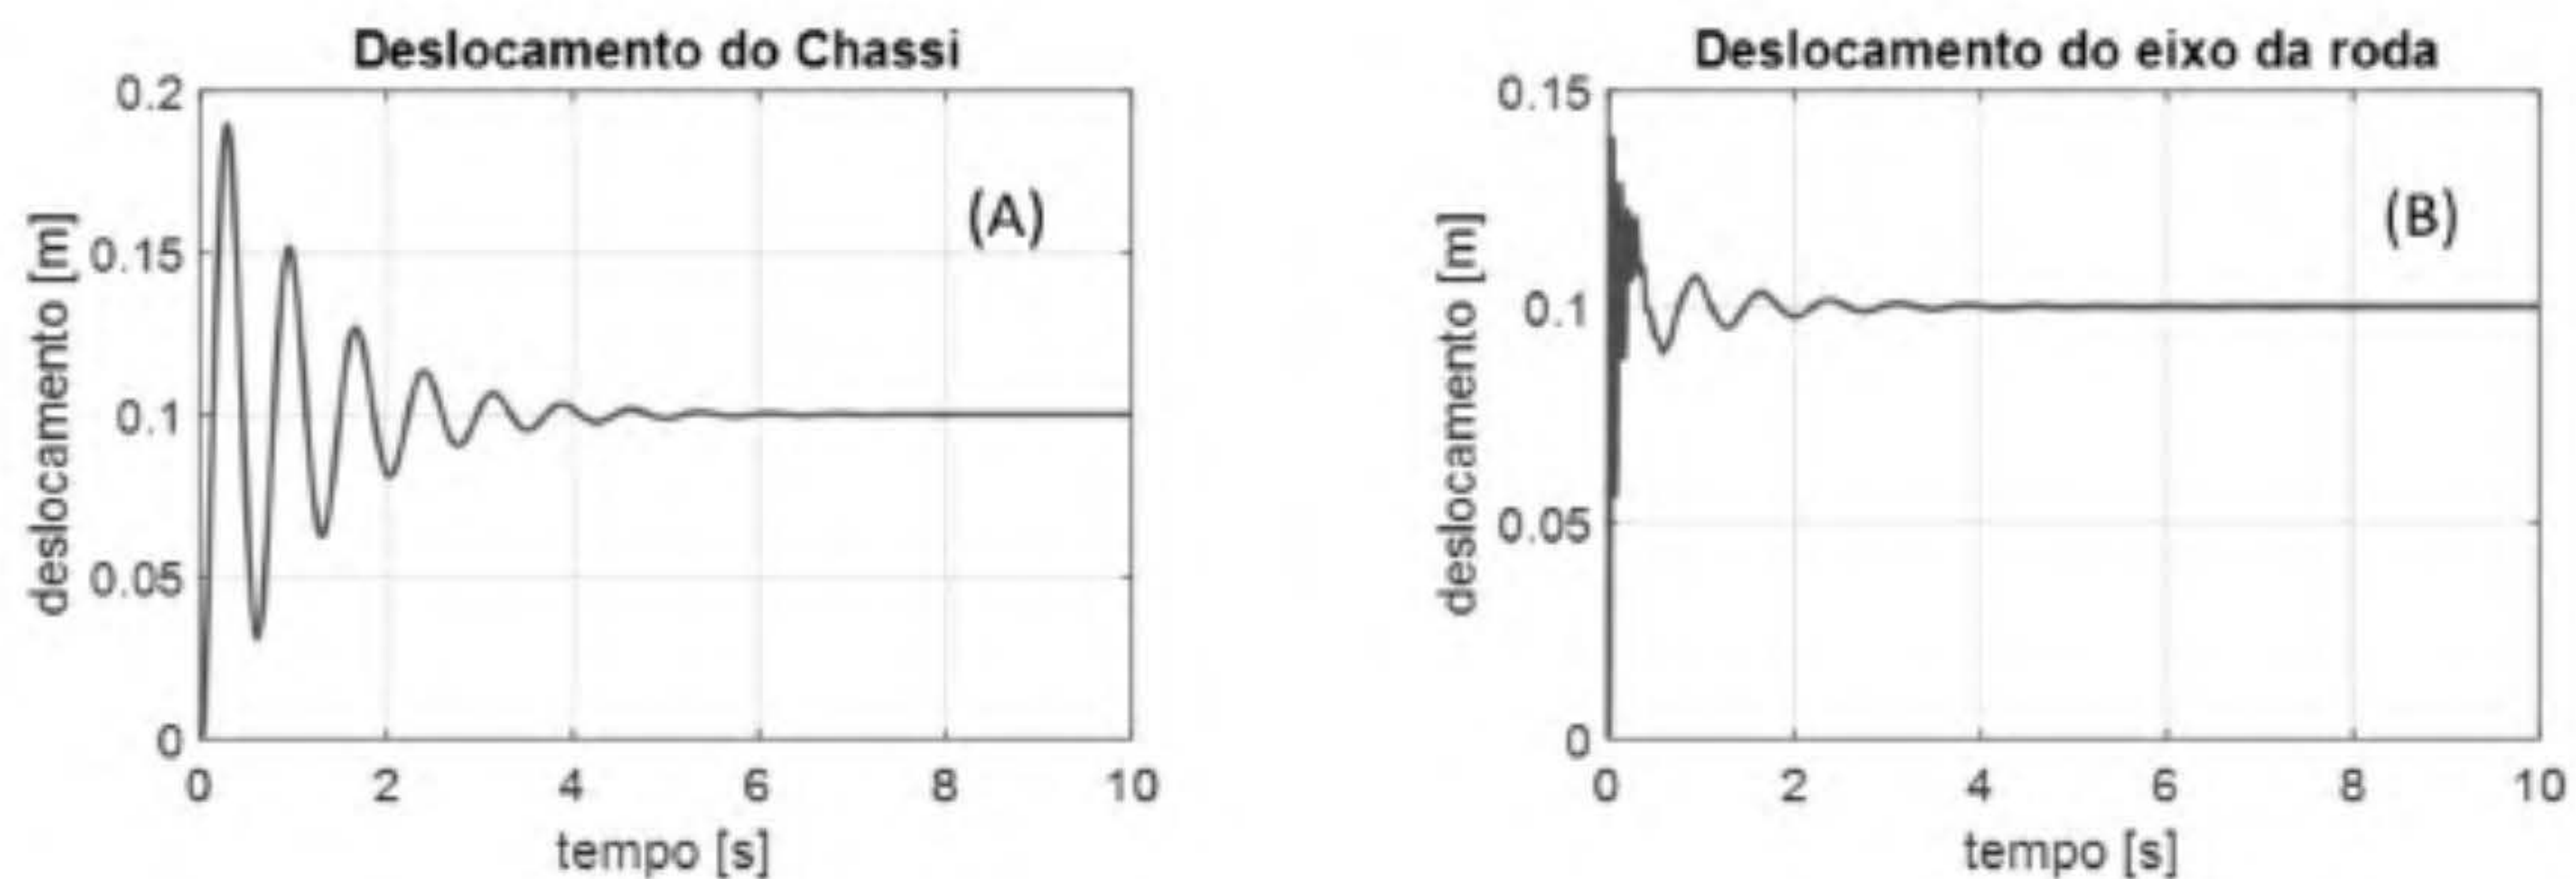 Deslocamento do Chassi
0.2
0.15
0.1
0.05
0
(A)
deslocamento [m]
0 2 4 6 8 10
tempo [s]
Deslocamento do eixo da roda
0.15
0.1
0.05
0
(B)
deslocamento [m]
0 2 4 6 8 10
tempo [s]